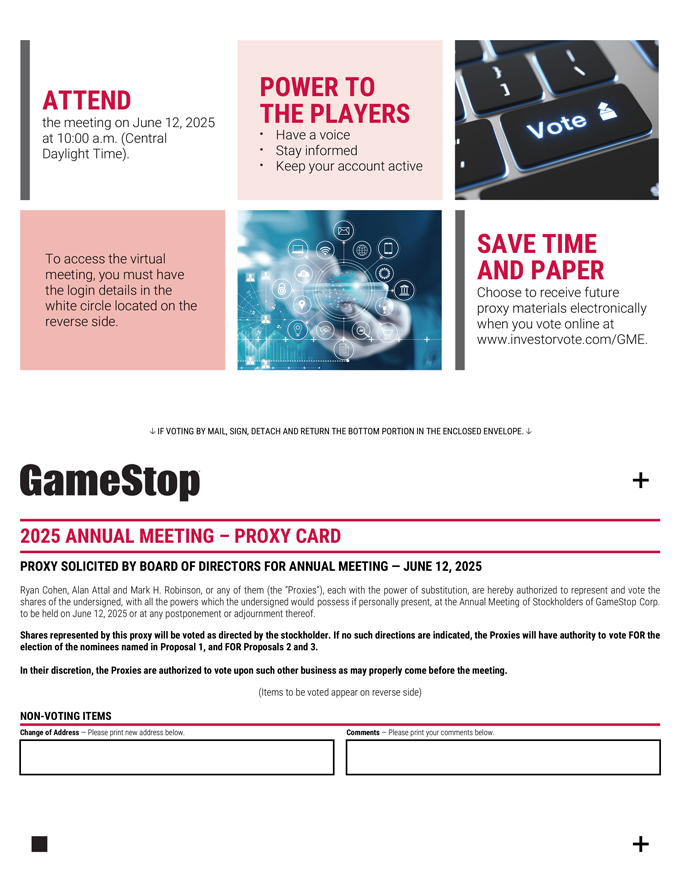 ATTEND
the meeting on June 12, 2025
at 10:00 a.m. (Central
Daylight Time).
POWER TO
THE PLAYERS
• Have a voice
• Stay informed
• Keep your account active
}
]
{
[
Vote
;
To access the virtual
meeting, you must have
the login details in the
white circle located on the
reverse side.
SAVE TIME
AND PAPER
Choose to receive future
proxy materials electronically
when you vote online at
www.investorvote.com/GME.
↓ IF VOTING BY MAIL, SIGN, DETACH AND RETURN THE BOTTOM PORTION IN THE ENCLOSED ENVELOPE. ↓
GameStop
+
2025 ANNUAL MEETING – PROXY CARD
PROXY SOLICITED BY BOARD OF DIRECTORS FOR ANNUAL MEETING — JUNE 12, 2025
Ryan Cohen, Alan Attal and Mark H. Robinson, or any of them (the “Proxies”), each with the power of substitution, are hereby authorized to represent and vote the
shares of the undersigned, with all the powers which the undersigned would possess if personally present, at the Annual Meeting of Stockholders of GameStop Corp.
to be held on June 12, 2025 or at any postponement or adjournment thereof.
Shares represented by this proxy will be voted as directed by the stockholder. If no such directions are indicated, the Proxies will have authority to vote FOR the
election of the nominees named in Proposal 1, and FOR Proposals 2 and 3.
In their discretion, the Proxies are authorized to vote upon such other business as may properly come before the meeting.
(Items to be voted appear on reverse side)
NON-VOTING ITEMS
Change of Address — Please print new address below.
Comments — Please print your comments below.
+